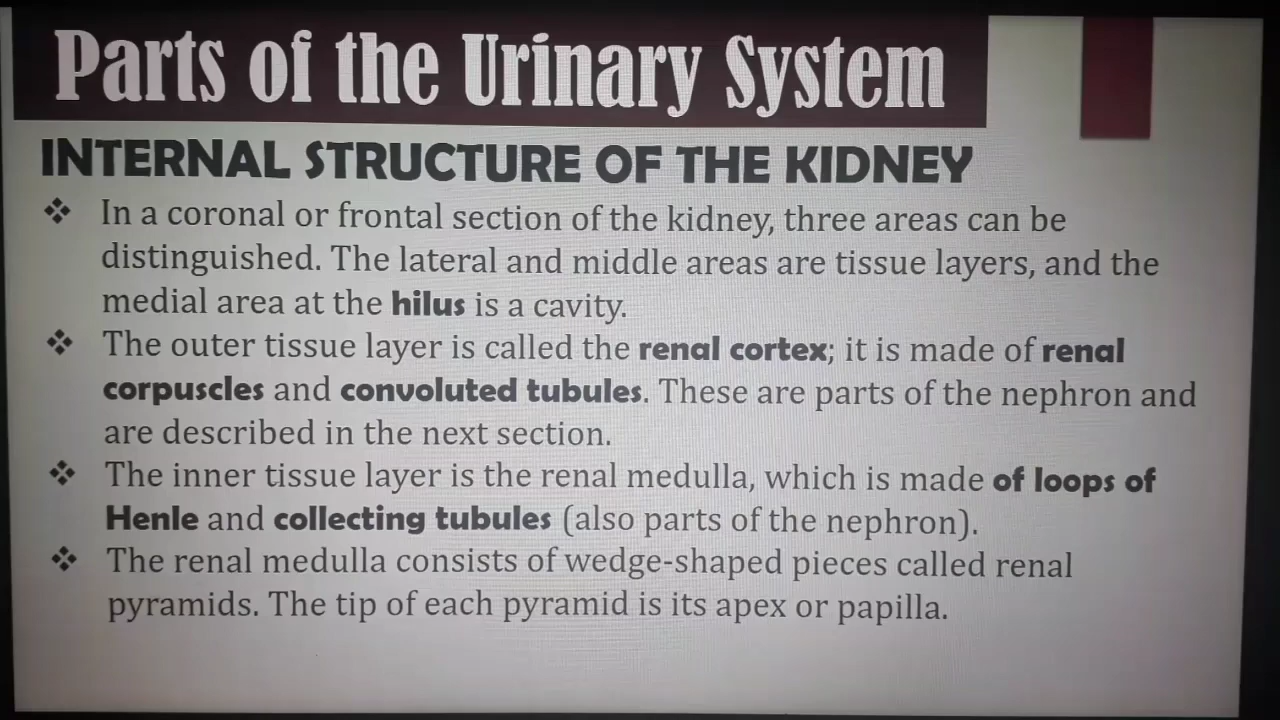 Parts of the Urinary System
INTERNAL STRUCTURE OF THE KIDNEY
❖ In a coronal or frontal section of the kidney, three areas can be
distinguished. The lateral and middle areas are tissue layers, and the
medial area at the hilus is a cavity.
❖ The outer tissue layer is called the renal cortex; it is made of renal
corpuscles and convoluted tubules. These are parts of the nephron and
are described in the next section.
❖ The inner tissue layer is the renal medulla, which is made of loops of
Henle and collecting tubules (also parts of the nephron).
❖ The renal medulla consists of wedge-shaped pieces called renal
pyramids. The tip of each pyramid is its apex or papilla.